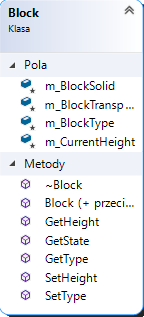 Block
Klasa
Pola
m_BlockSolid
m_BlockTransp
m_BlockType
m_CurrentHeight
Metody
~Block
Block (+ przeci...
GetHeight
GetState
GetType
SetHeight
SetType